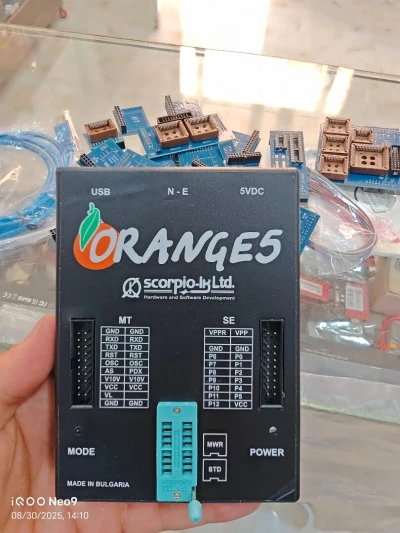 USB N - E 5VDC
ORANGE5
scorpio-lk Ltd.
Hardware and Software Development
MT
GND GND
RXD RXD
TXD TXD
RST RST
OSC OSC
AS PDX
V10V V10V
VCC VCC
VL
GND GND
SE
VPPR VPP
GND GND
P6 P0
P7 P1
P8 P2
P9 P3
P10 P4
P11 P5
P12 VCC
MWR
STD
MODE
POWER
MADE IN BULGARIA
iQOO Neo9
08/30/2025, 14:10